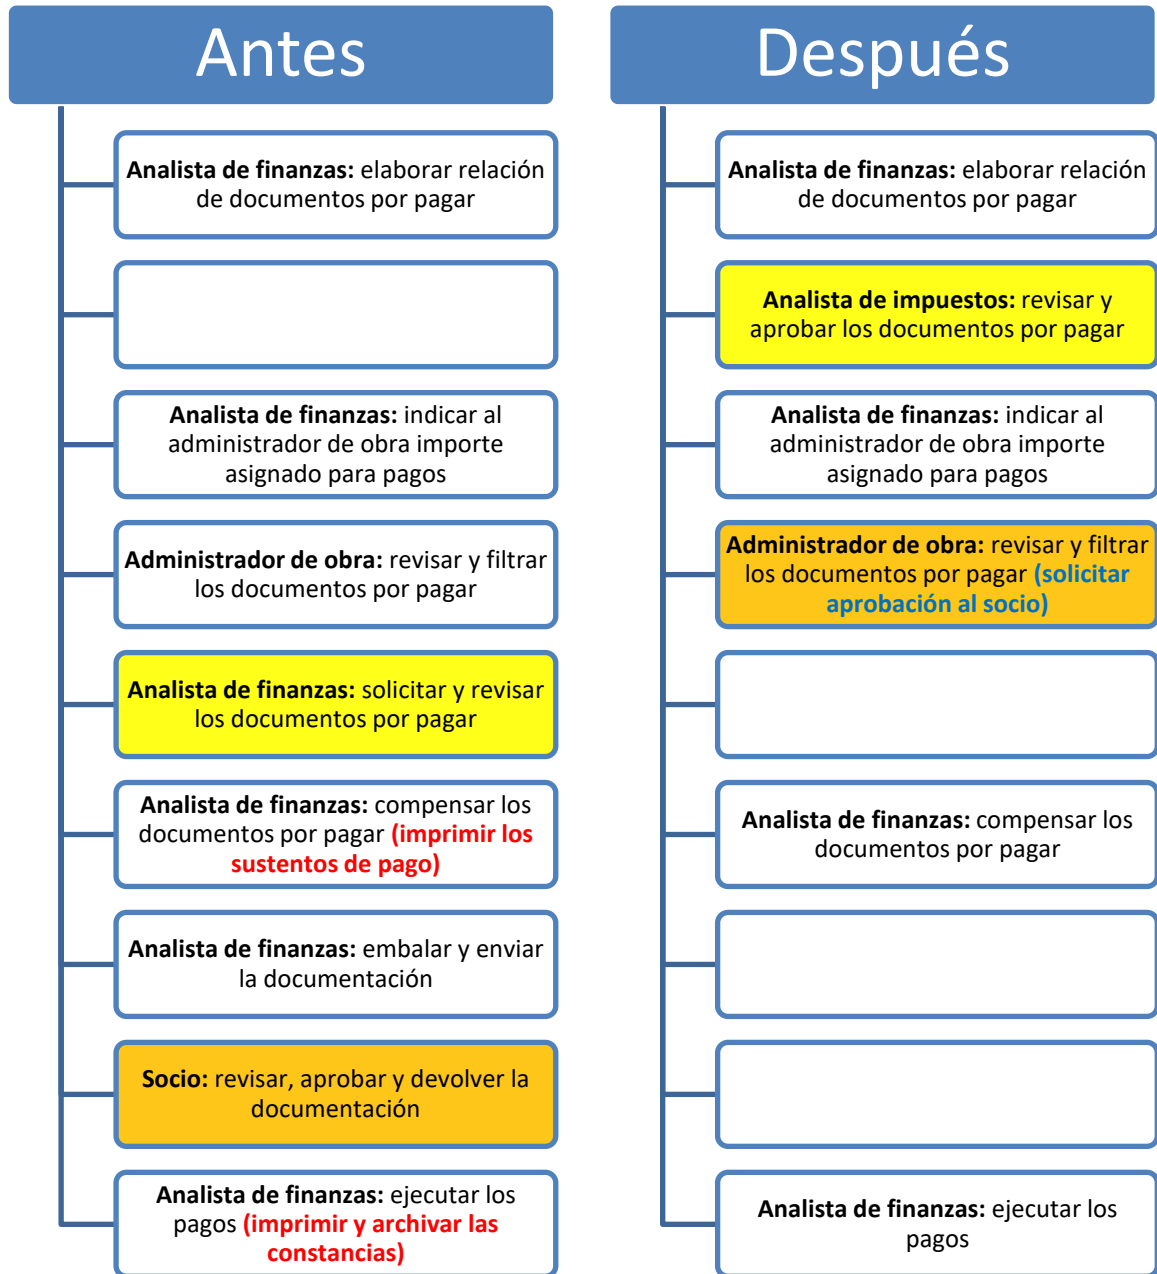 Antes
Analista de finanzas: elaborar relación
de documentos por pagar
Analista de finanzas: indicar al
administrador de obra importe
asignado para pagos
Administrador de obra: revisar y filtrar
los documentos por pagar
Analista de finanzas: solicitar y revisar
los documentos por pagar
Analista de finanzas: compensar los
documentos por pagar (imprimir los
sustentos de pago)
Analista de finanzas: embalar y enviar
la documentación
Socio: revisar, aprobar y devolver la
documentación
Analista de finanzas: ejecutar los
pagos (imprimir y archivar las
constancias)
Después
Analista de finanzas: elaborar relación
de documentos por pagar
Analista de impuestos: revisar y
aprobar los documentos por pagar
Analista de finanzas: indicar al
administrador de obra importe
asignado para pagos
Administrador de obra: revisar y filtrar
los documentos por pagar (solicitar
aprobación al socio)
Analista de finanzas: compensar los
documentos por pagar
Analista de finanzas: ejecutar los
pagos